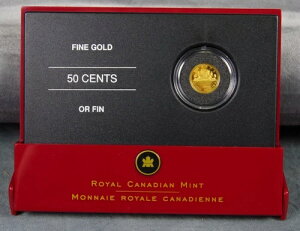 FINE GOLD
50 CENTS
OR FIN
ROYAL CANADIAN MINT
MONNAIE ROYALE CANADIENNE